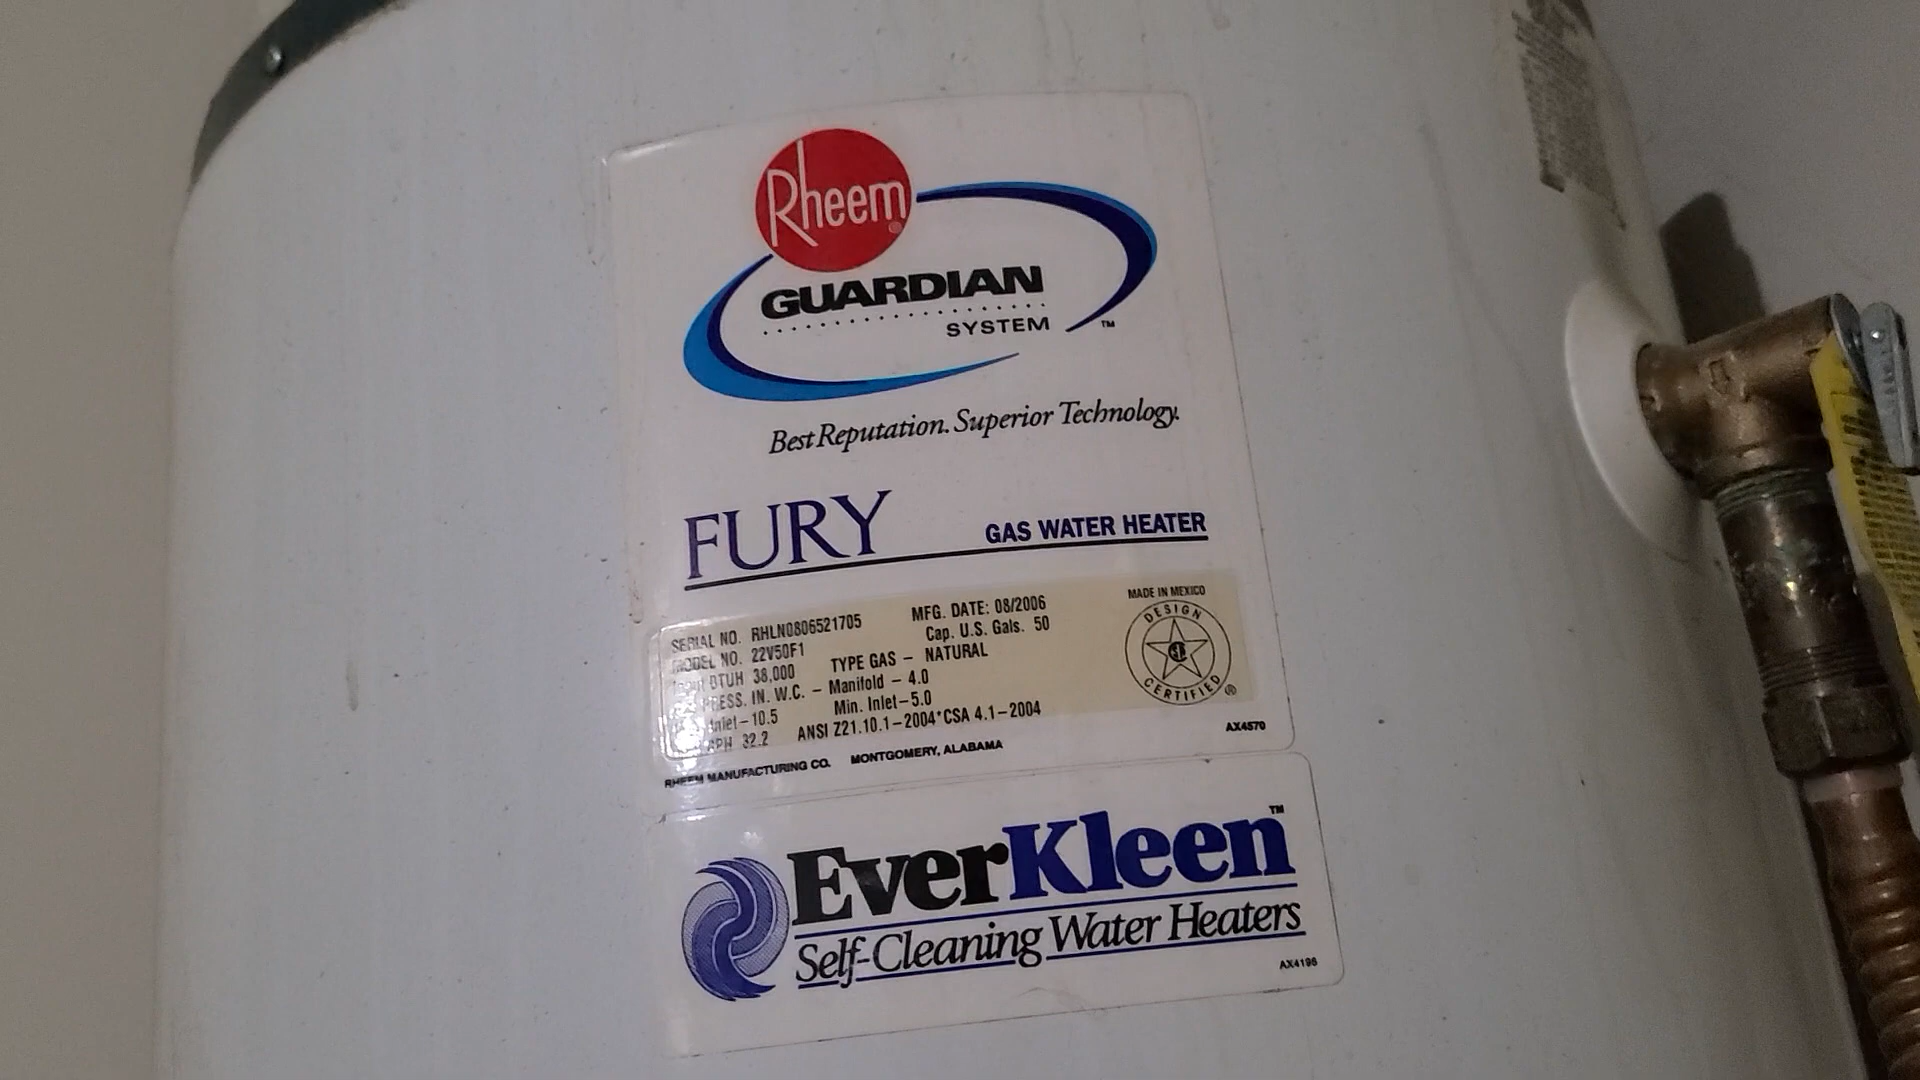 Rheem®
GUARDIAN
SYSTEM ™
Best Reputation. Superior Technology.
FURY GAS WATER HEATER
SERIAL NO. RHLN0806521705 MFG. DATE: 08/2006
MODEL NO. 22V50F1 Cap. U.S. Gals. 50
BTUH 38,000 TYPE GAS – NATURAL
PRESS. IN. W.C. – Manifold – 4.0
Inlet – 10.5 Min. Inlet – 5.0
32.2 ANSI Z21.10.1–2004*CSA 4.1–2004
MADE IN MEXICO
DESIGN
CERTIFIED ®
AX4570
RHEEM MANUFACTURING CO. MONTGOMERY, ALABAMA
EverKleen™
Self-Cleaning Water Heaters
AX4196